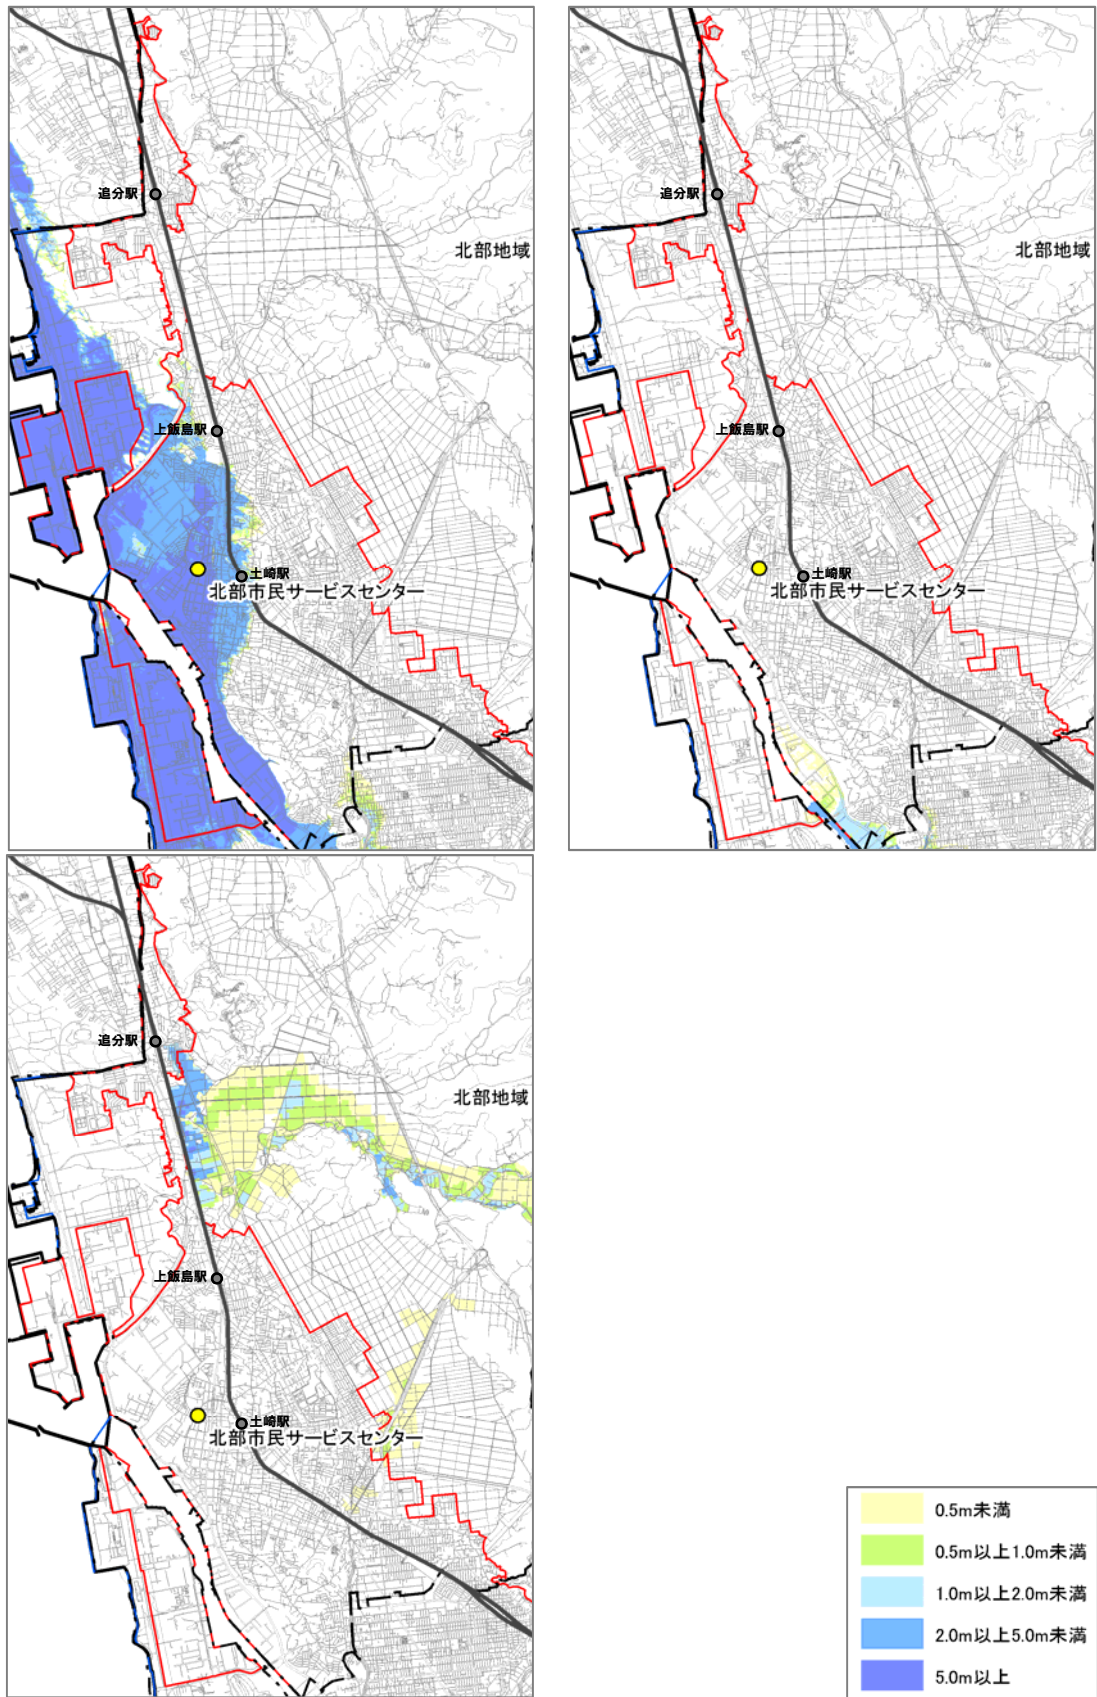 追分駅
北部地域
上飯島駅
土崎駅
北部市民サービスセンター
追分駅
北部地域
上飯島駅
土崎駅
北部市民サービスセンター
追分駅
北部地域
上飯島駅
土崎駅
北部市民サービスセンター
0.5m未満
0.5m以上1.0m未満
1.0m以上2.0m未満
2.0m以上5.0m未満
5.0m以上